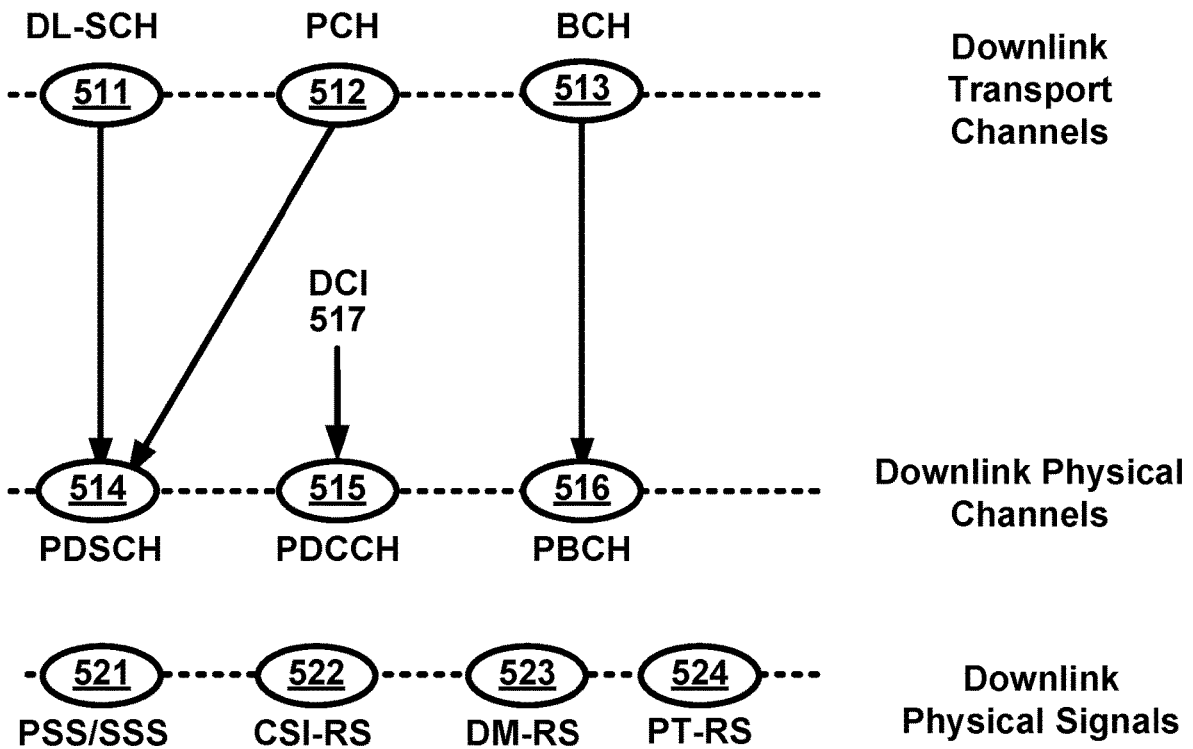 DL-SCH PCH BCH
511 512 513
Downlink
Transport
Channels
DCI
517
514 515 516
PDSCH PDCCH PBCH
Downlink Physical
Channels
521 522 523 524
PSS/SSS CSI-RS DM-RS PT-RS
Downlink
Physical Signals